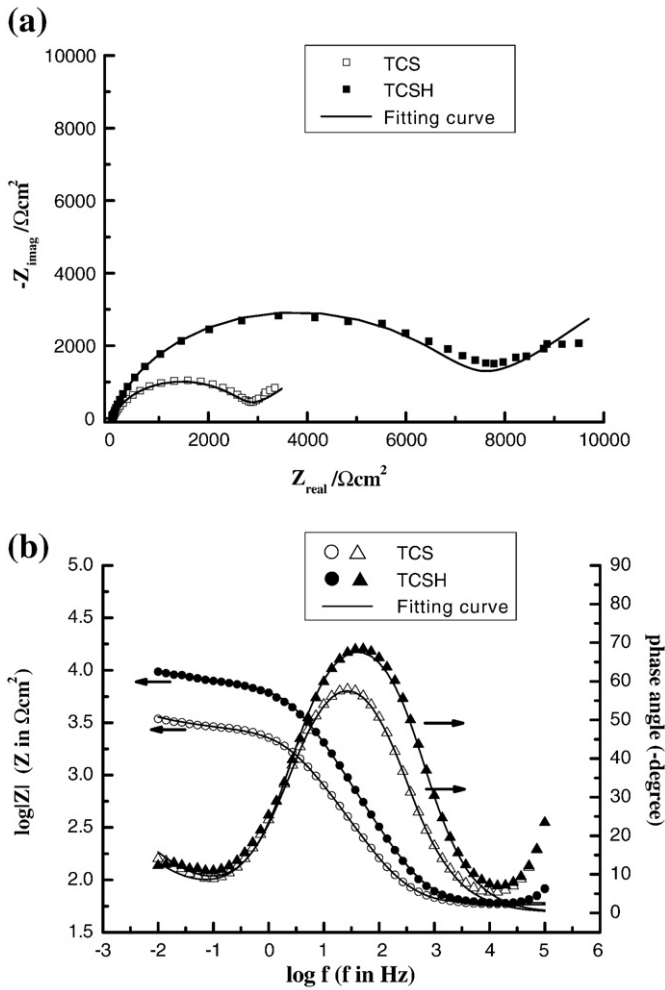 (a)
TCS
TCSH
Fitting curve
-Z_imag /Ωcm²
10000
8000
6000
4000
2000
0
0 2000 4000 6000 8000 10000
Z_real /Ωcm²
(b)
TCS
TCSH
Fitting curve
log|Z| (Z in Ωcm²)
5.0
4.5
4.0
3.5
3.0
2.5
2.0
1.5
90
80
70
60
50
40
30
20
10
0
phase angle (-degree)
-3 -2 -1 0 1 2 3 4 5 6
log f (f in Hz)